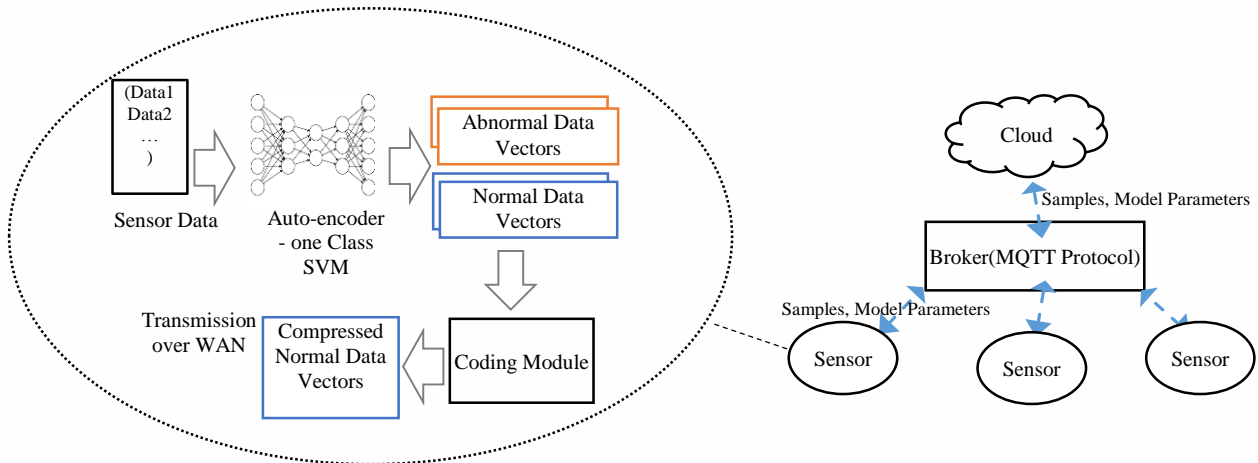 (Data1
Data2
…
)
Sensor Data
Auto-encoder
- one Class
SVM
Abnormal Data
Vectors
Normal Data
Vectors
Coding Module
Compressed
Normal Data
Vectors
Transmission
over WAN
Cloud
Samples, Model Parameters
Broker(MQTT Protocol)
Samples, Model Parameters
Sensor
Sensor
Sensor